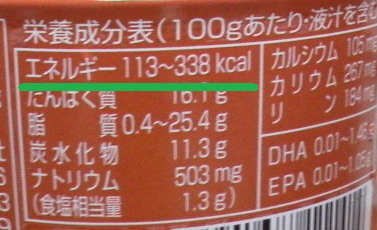 栄養成分表(100gあたり・液汁を含む
エネルギー 113~338 kcal
たんぱく質 16.1 g
脂 質 0.4~25.4 g
炭水化物 11.3 g
ナトリウム 503 mg
(食塩相当量 1.3 g)
カルシウム 105 mg
カリウム 267 mg
リン 184 mg
DHA 0.01~1.46 g
EPA 0.01~1.05 g